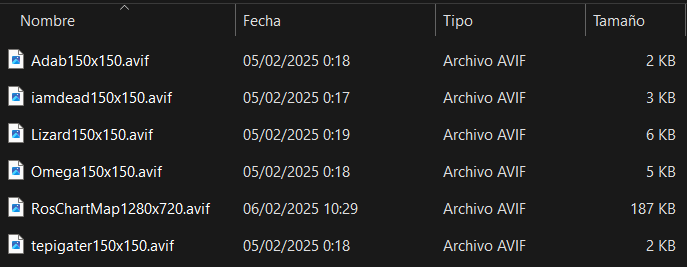 Nombre Fecha Tipo Tamaño
Adab150x150.avif 05/02/2025 0:18 Archivo AVIF 2 KB
iamdead150x150.avif 05/02/2025 0:17 Archivo AVIF 3 KB
Lizard150x150.avif 05/02/2025 0:19 Archivo AVIF 6 KB
Omega150x150.avif 05/02/2025 0:18 Archivo AVIF 5 KB
RosChartMap1280x720.avif 06/02/2025 10:29 Archivo AVIF 187 KB
tepigater150x150.avif 05/02/2025 0:18 Archivo AVIF 2 KB